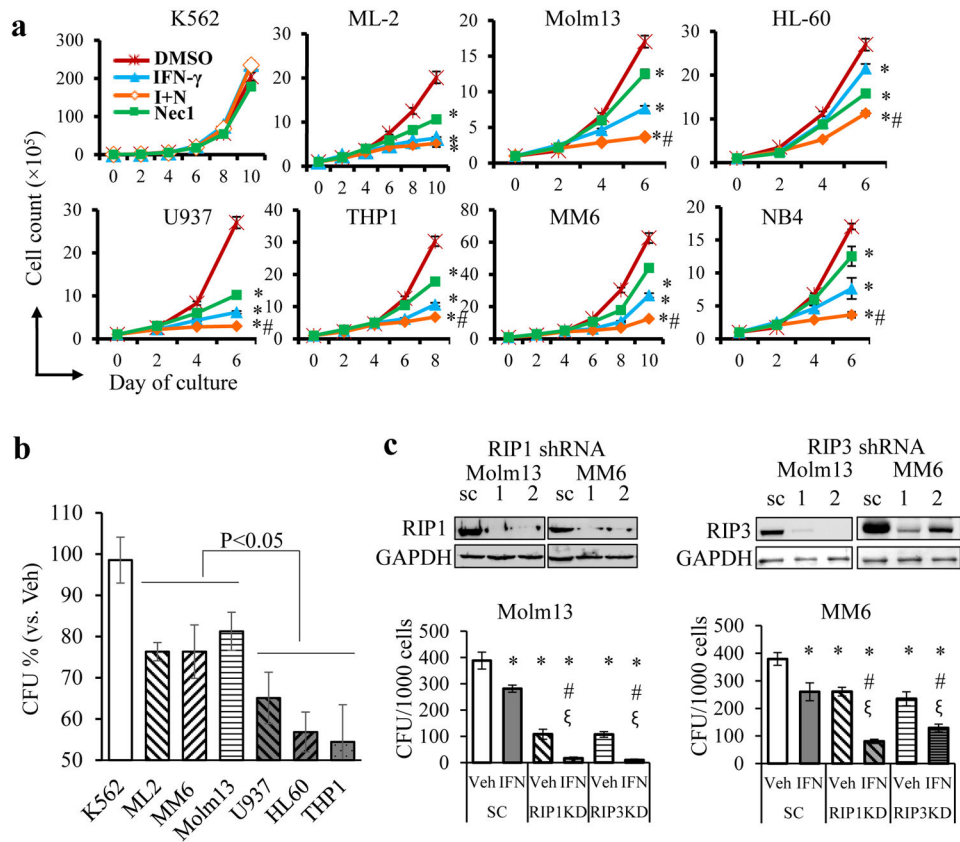 a
K562
ML-2
Molm13
HL-60
300
200
100
0
DMSO
IFN-γ
I+N
Nec1
0 2 4 6 8 10
30
20
10
0
*
*
*
0 2 4 6 8 10
20
15
10
5
0
*
*
*#
0 2 4 6
30
20
10
0
*
*
*#
0 2 4 6
Cell count (×10⁵)
U937
THP1
MM6
NB4
30
20
10
0
*
*
*#
0 2 4 6
40
30
20
10
0
*
*
*#
0 2 4 6 8
80
60
40
20
0
*
*
*#
0 2 4 6 8 10
20
15
10
5
0
*
*
*#
0 2 4 6
Day of culture
b
CFU % (vs. Veh)
110
100
90
80
70
60
50
P<0.05
K562
ML2
MM6
Molm13
U937
HL60
THP1
c
RIP1 shRNA
Molm13 MM6
sc 1 2 sc 1 2
RIP1
GAPDH
RIP3 shRNA
Molm13 MM6
sc 1 2 sc 1 2
RIP3
GAPDH
Molm13
CFU/1000 cells
500
400
300
200
100
0
* * * * *
# #
ξ ξ
Veh IFN Veh IFN Veh IFN
SC RIP1KD RIP3KD
MM6
CFU/1000 cells
500
400
300
200
100
0
* * * * *
# #
ξ ξ
Veh IFN Veh IFN Veh IFN
SC RIP1KD RIP3KD